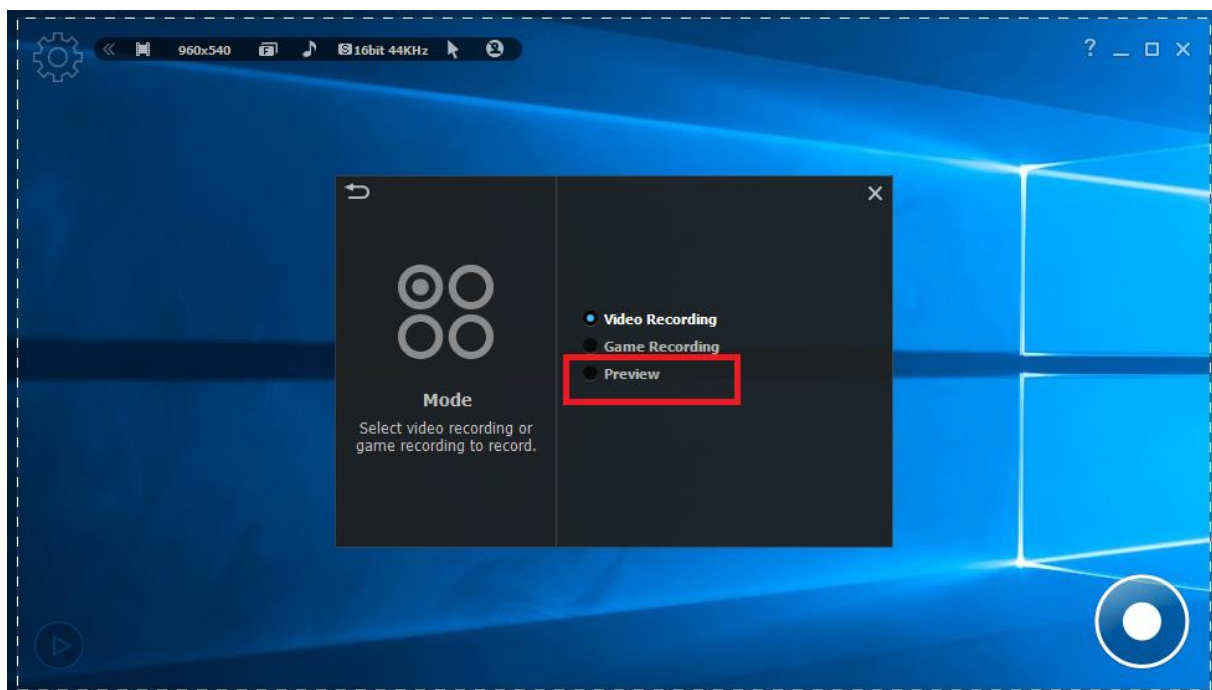 960x540
S 16bit 44KHz
?
Video Recording
Game Recording
Preview
Mode
Select video recording or
game recording to record.